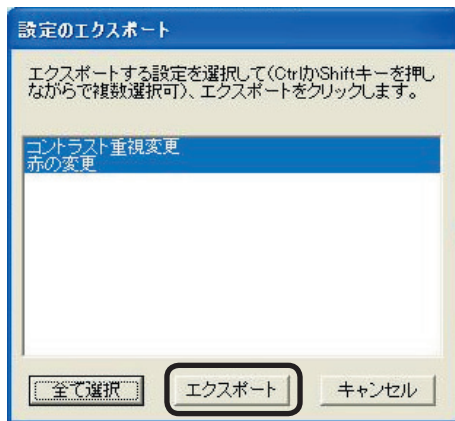 設定のエクスポート
エクスポートする設定を選択して(CtrlかShiftキーを押し
ながらで複数選択可)、エクスポートをクリックします。
コントラスト重視変更
赤の変更
全て選択 エクスポート キャンセル